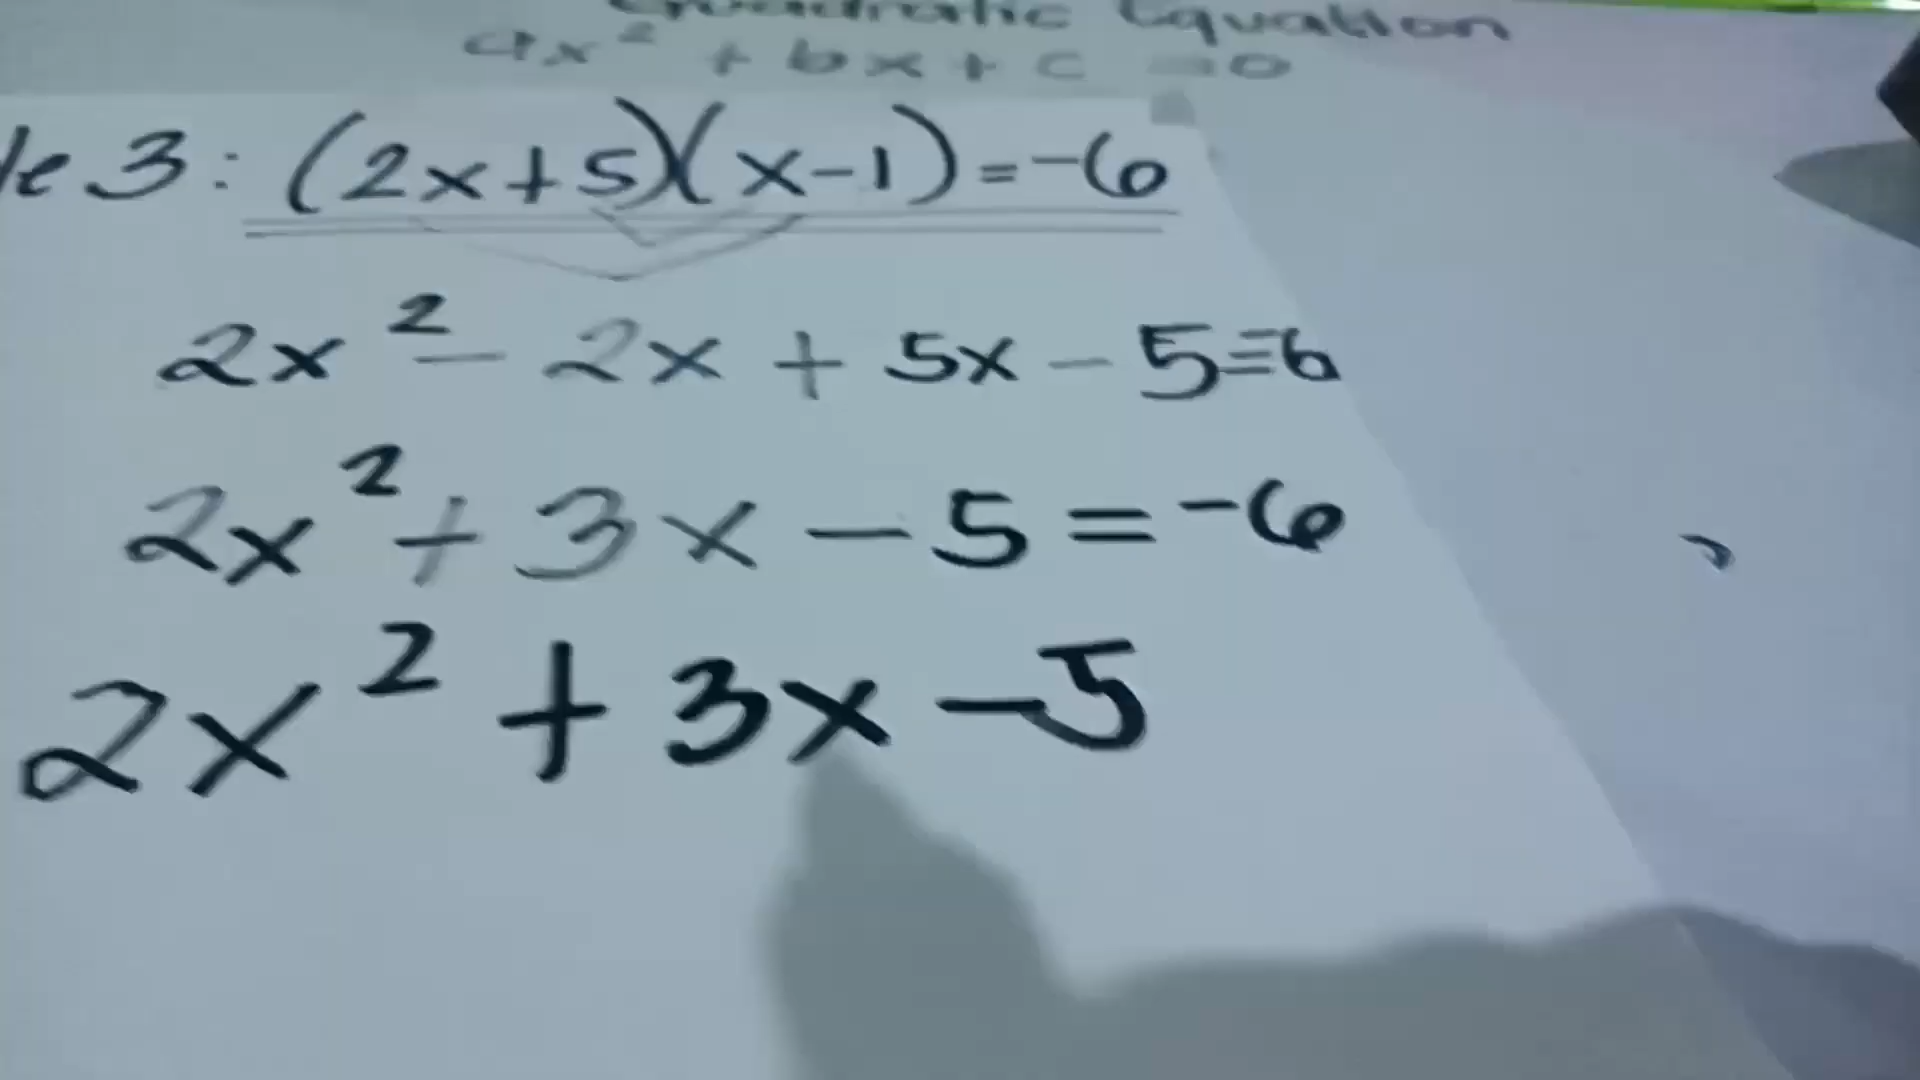 Quadratic Equation
ax² + bx + c = 0
le 3: (2x+5)(x-1)=-6
2x² - 2x + 5x - 5=-6
2x² + 3x - 5 = -6
2x² + 3x - 5